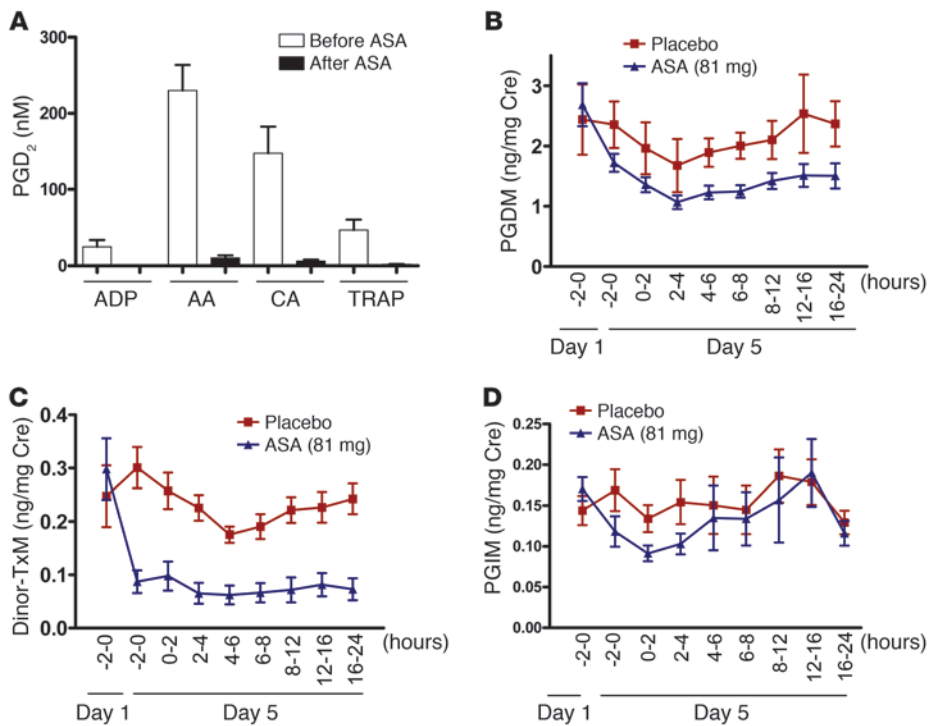 A
Before ASA
After ASA
PGD2 (nM)
300
200
100
0
ADP AA CA TRAP
B
Placebo
ASA (81 mg)
PGDM (ng/mg Cre)
3
2
1
0
-2-0 -2-0 0-2 2-4 4-6 6-8 8-12 12-16 16-24 (hours)
Day 1 Day 5
C
Placebo
ASA (81 mg)
Dinor-TxM (ng/mg Cre)
0.4
0.3
0.2
0.1
0.0
-2-0 -2-0 0-2 2-4 4-6 6-8 8-12 12-16 16-24 (hours)
Day 1 Day 5
D
Placebo
ASA (81 mg)
PGIM (ng/mg Cre)
0.25
0.20
0.15
0.10
0.05
0.00
-2-0 -2-0 0-2 2-4 4-6 6-8 8-12 12-16 16-24 (hours)
Day 1 Day 5